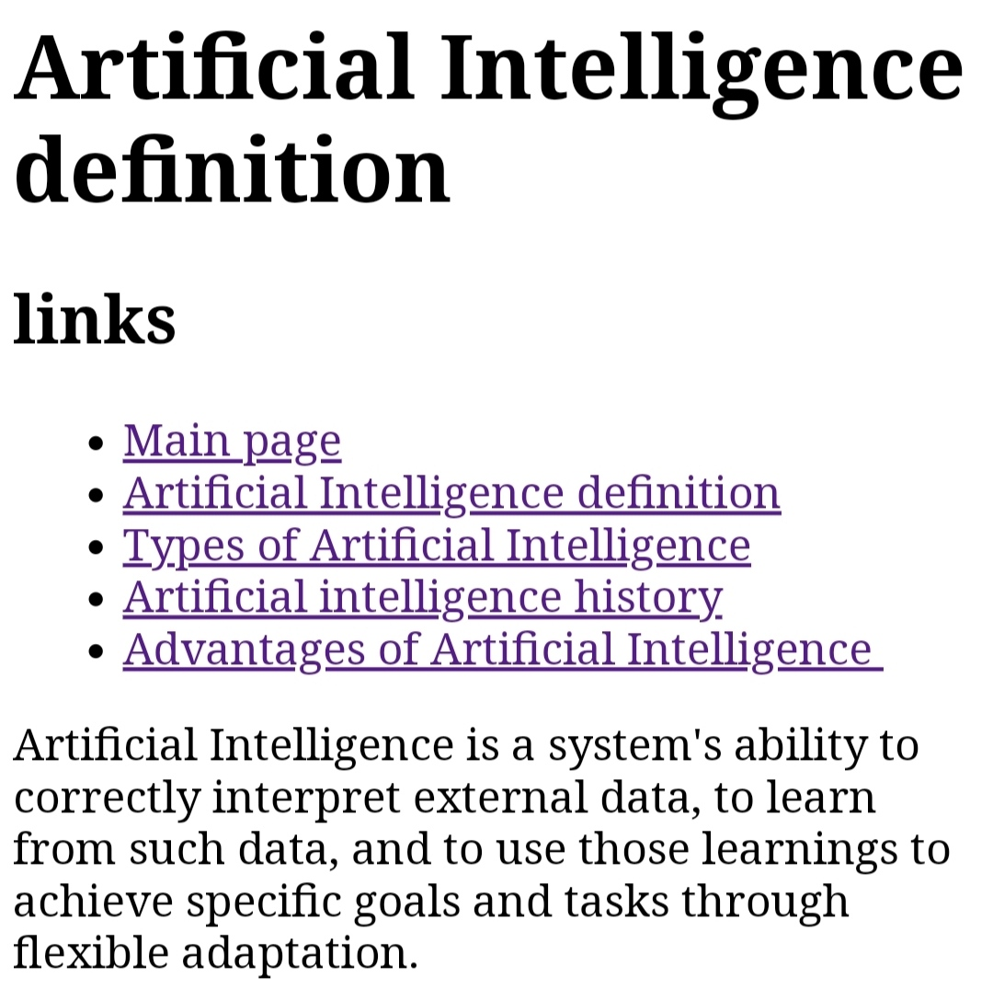 Artificial Intelligence
definition
links
Main page
Artificial Intelligence definition
Types of Artificial Intelligence
Artificial intelligence history
Advantages of Artificial Intelligence
Artificial Intelligence is a system's ability to
correctly interpret external data, to learn
from such data, and to use those learnings to
achieve specific goals and tasks through
flexible adaptation.